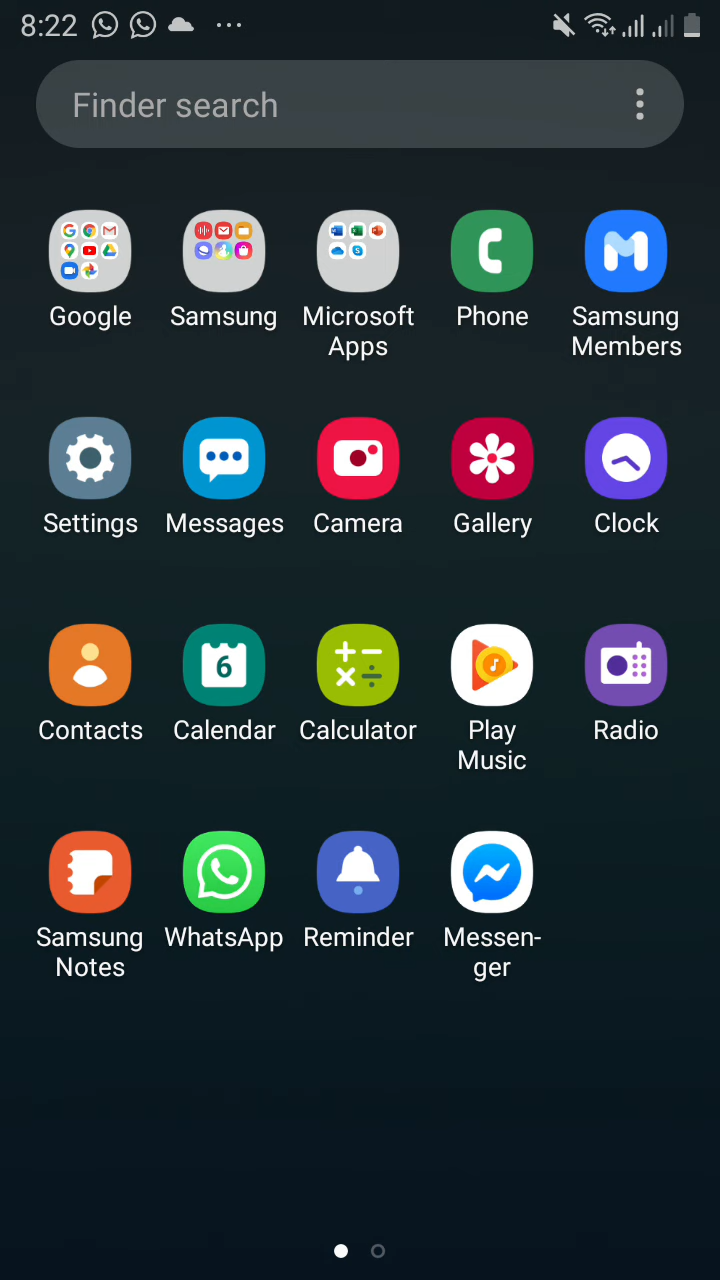 8:22
Finder search
Google Samsung Microsoft Apps Phone Samsung Members
Settings Messages Camera Gallery Clock
6
Contacts Calendar Calculator Play Music Radio
Samsung Notes WhatsApp Reminder Messen-
ger